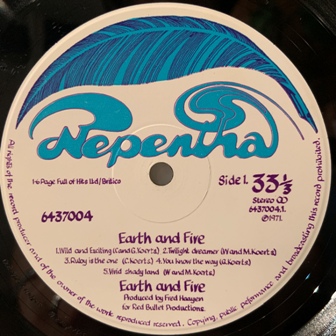 Nepentha
1-6·Page Full of Hits Ltd/Britico
Side 1.
33⅓
Stereo
6437004.1.
℗1971.
6437004
Earth and Fire
1.Wild and Exciting (C and G.Koerts) 2.Twilight dreamer (W and M.Koerts)
3.Ruby is the one (C.Koerts) 4.You know the way (G.Koerts)
5.Vivid shady land (W and M.Koerts)
Earth and Fire
Produced by Fred Haayen
for Red Bullet Productions.
All rights of the record producer and of the owner of the work reproduced reserved. Copying, public performance and broadcasting of this record prohibited.